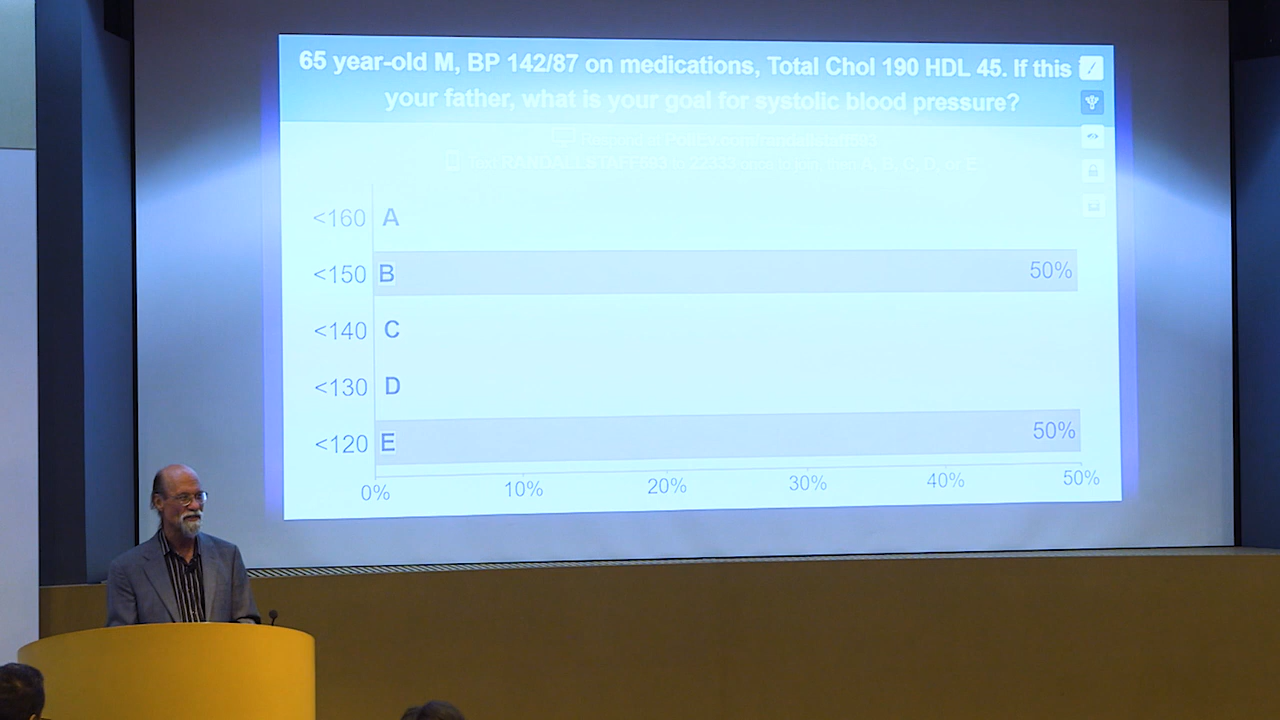 65 year-old M, BP 142/87 on medications, Total Chol 190 HDL 45. If this
your father, what is your goal for systolic blood pressure?
<160 A
<150 B 50%
<140 C
<130 D
<120 E 50%
0% 10% 20% 30% 40% 50%